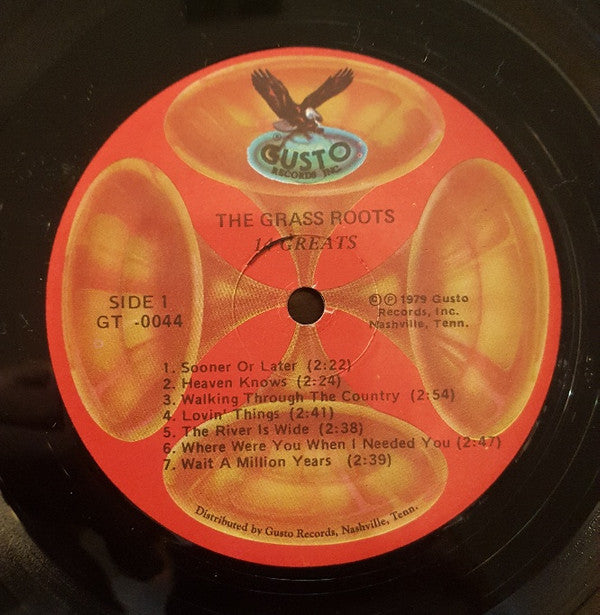 ®
GUSTO
RECORDS INC.
THE GRASS ROOTS
14 GREATS
SIDE 1
GT -0044
© ℗ 1979 Gusto
Records, Inc.
Nashville, Tenn.
1. Sooner Or Later (2:22)
2. Heaven Knows (2:24)
3. Walking Through The Country (2:54)
4. Lovin' Things (2:41)
5. The River Is Wide (2:38)
6. Where Were You When I Needed You (2:47)
7. Wait A Million Years (2:39)
Distributed by Gusto Records, Nashville, Tenn.